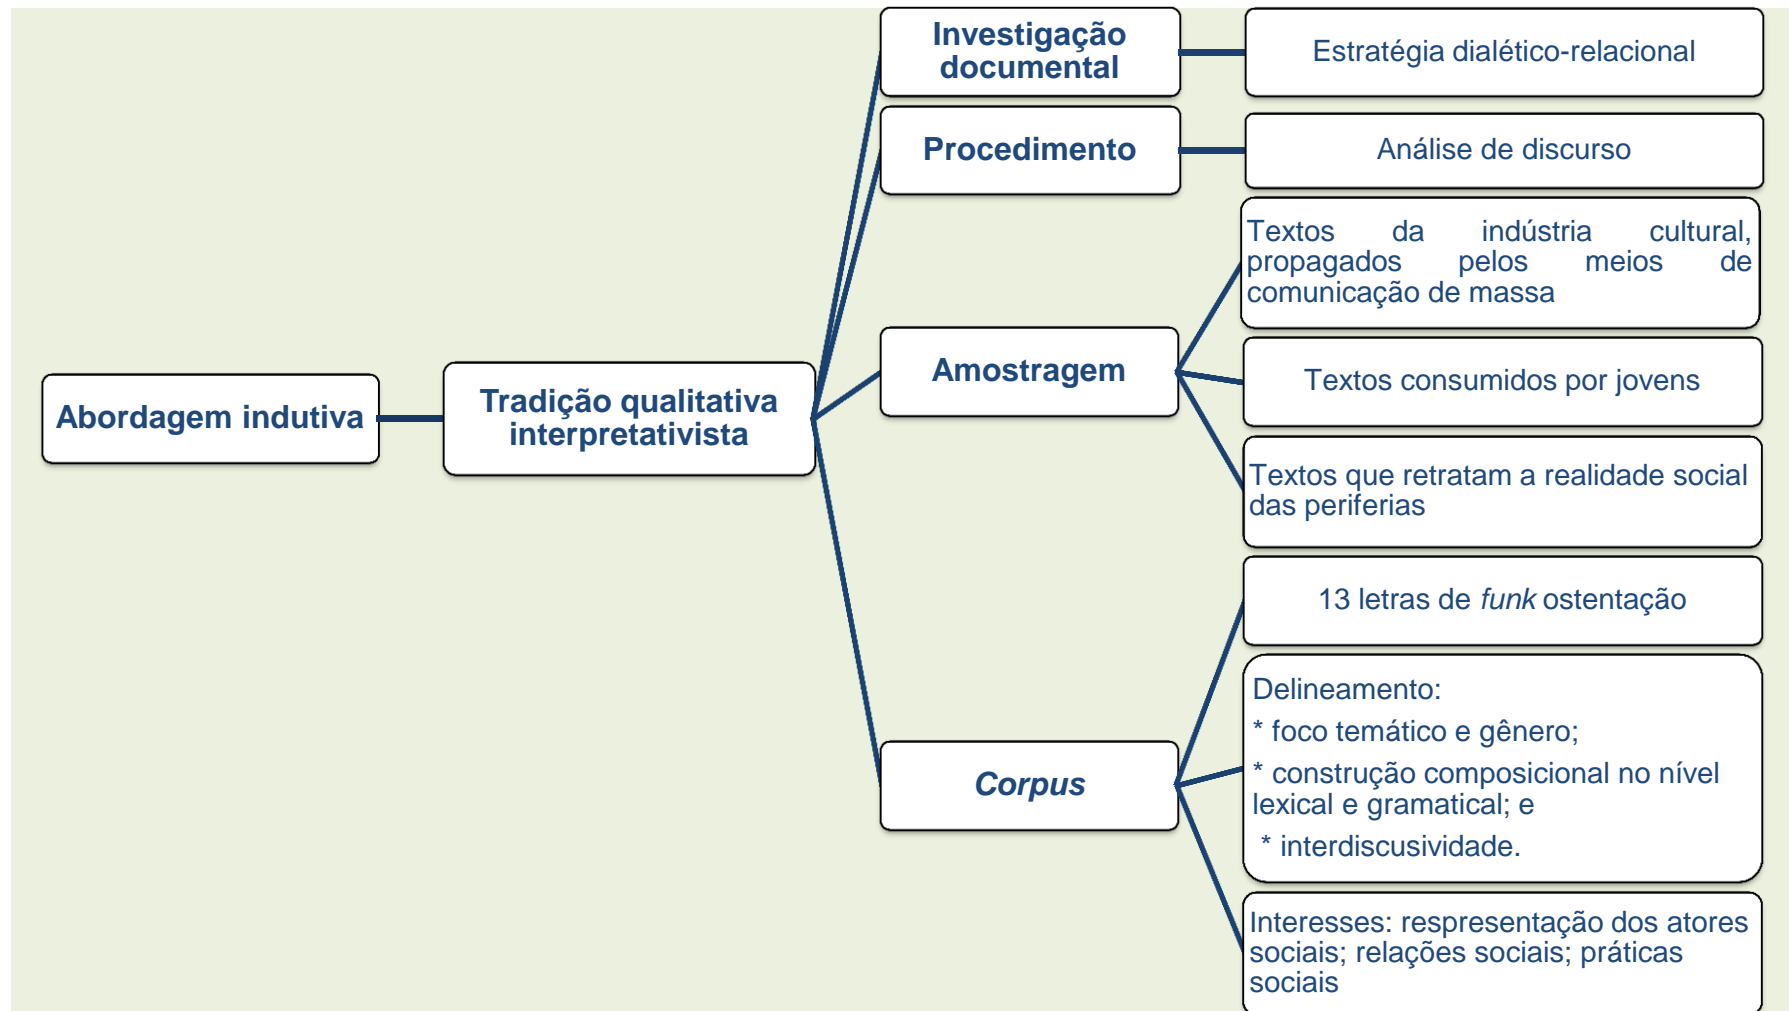 Abordagem indutiva
Tradição qualitativa
interpretativista
Investigação
documental
Estratégia dialético-relacional
Procedimento
Análise de discurso
Amostragem
Textos da indústria cultural,
propagados pelos meios de
comunicação de massa
Textos consumidos por jovens
Textos que retratam a realidade social
das periferias
Corpus
13 letras de funk ostentação
Delineamento:
* foco temático e gênero;
* construção composicional no nível
lexical e gramatical; e
* interdiscusividade.
Interesses: respresentação dos atores
sociais; relações sociais; práticas
sociais